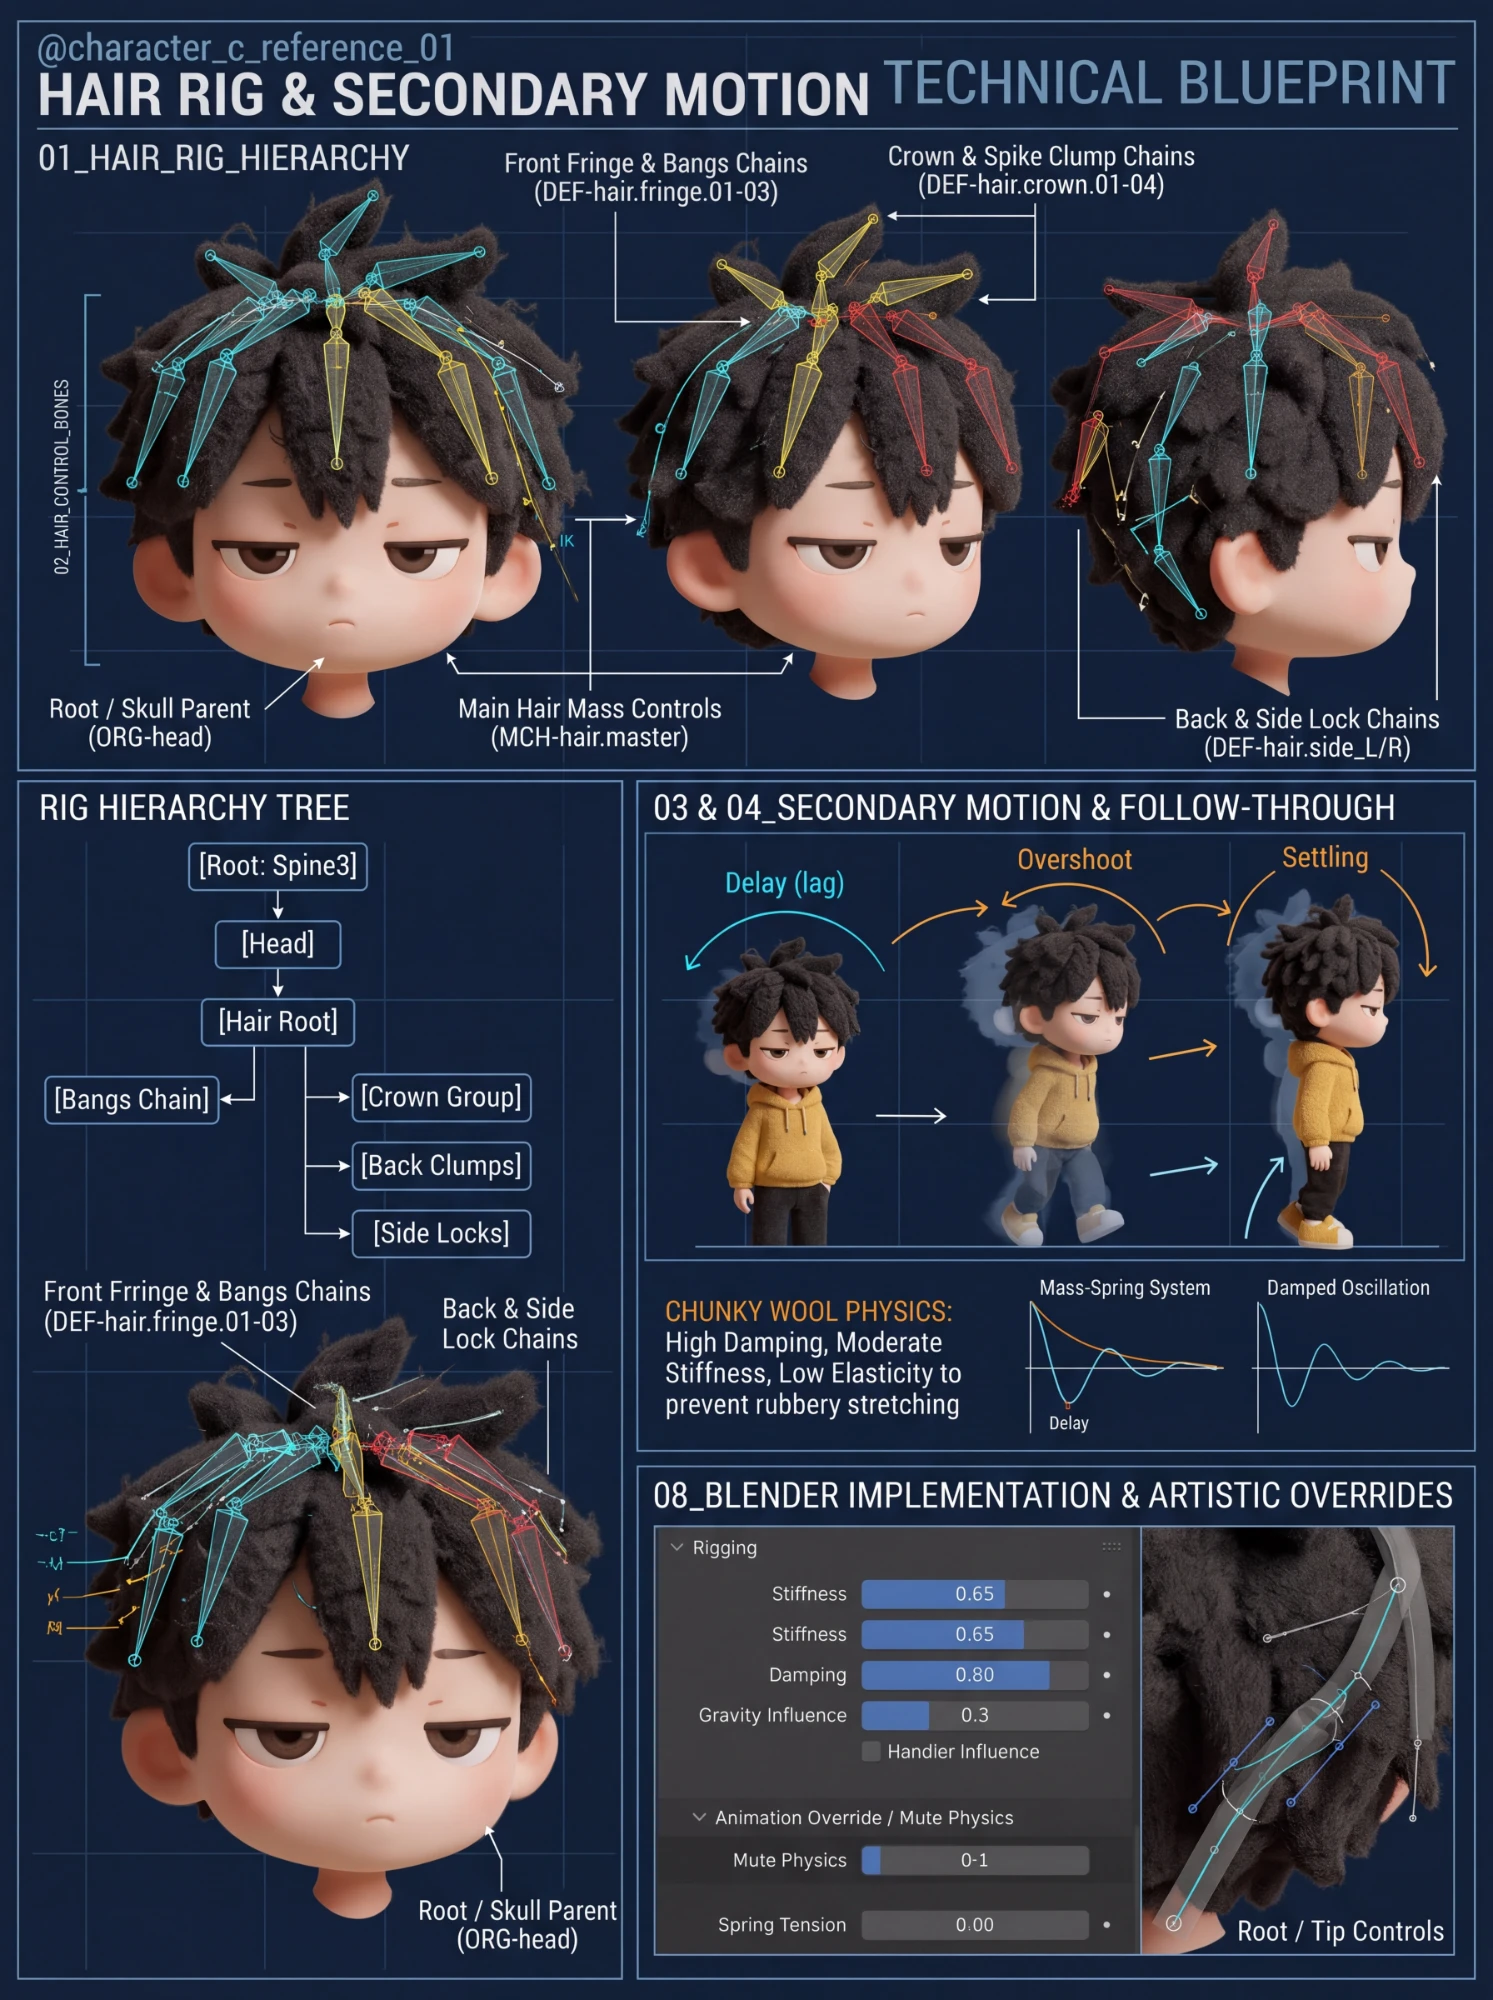 @character_c_reference_01
HAIR RIG & SECONDARY MOTION TECHNICAL BLUEPRINT
01_HAIR_RIG_HIERARCHY
Front Fringe & Bangs Chains
(DEF-hair.fringe.01-03)
Crown & Spike Clump Chains
(DEF-hair.crown.01-04)
02_HAIR_CONTROL_BONES
IK
Root / Skull Parent
(ORG-head)
Main Hair Mass Controls
(MCH-hair.master)
Back & Side Lock Chains
(DEF-hair.side_L/R)
RIG HIERARCHY TREE
[Root: Spine3]
[Head]
[Hair Root]
[Bangs Chain]
[Crown Group]
[Back Clumps]
[Side Locks]
Front Frringe & Bangs Chains
(DEF-hair.fringe.01-03)
Back & Side
Lock Chains
Root / Skull Parent
(ORG-head)
03 & 04_SECONDARY MOTION & FOLLOW-THROUGH
Delay (lag)
Overshoot
Settling
CHUNKY WOOL PHYSICS:
High Damping, Moderate
Stiffness, Low Elasticity to
prevent rubbery stretching
Mass-Spring System
Delay
Damped Oscillation
08_BLENDER IMPLEMENTATION & ARTISTIC OVERRIDES
Rigging
Stiffness 0.65
Stiffness 0.65
Damping 0.80
Gravity Influence 0.3
Handier Influence
Animation Override / Mute Physics
Mute Physics 0-1
Spring Tension 0.00
Root / Tip Controls